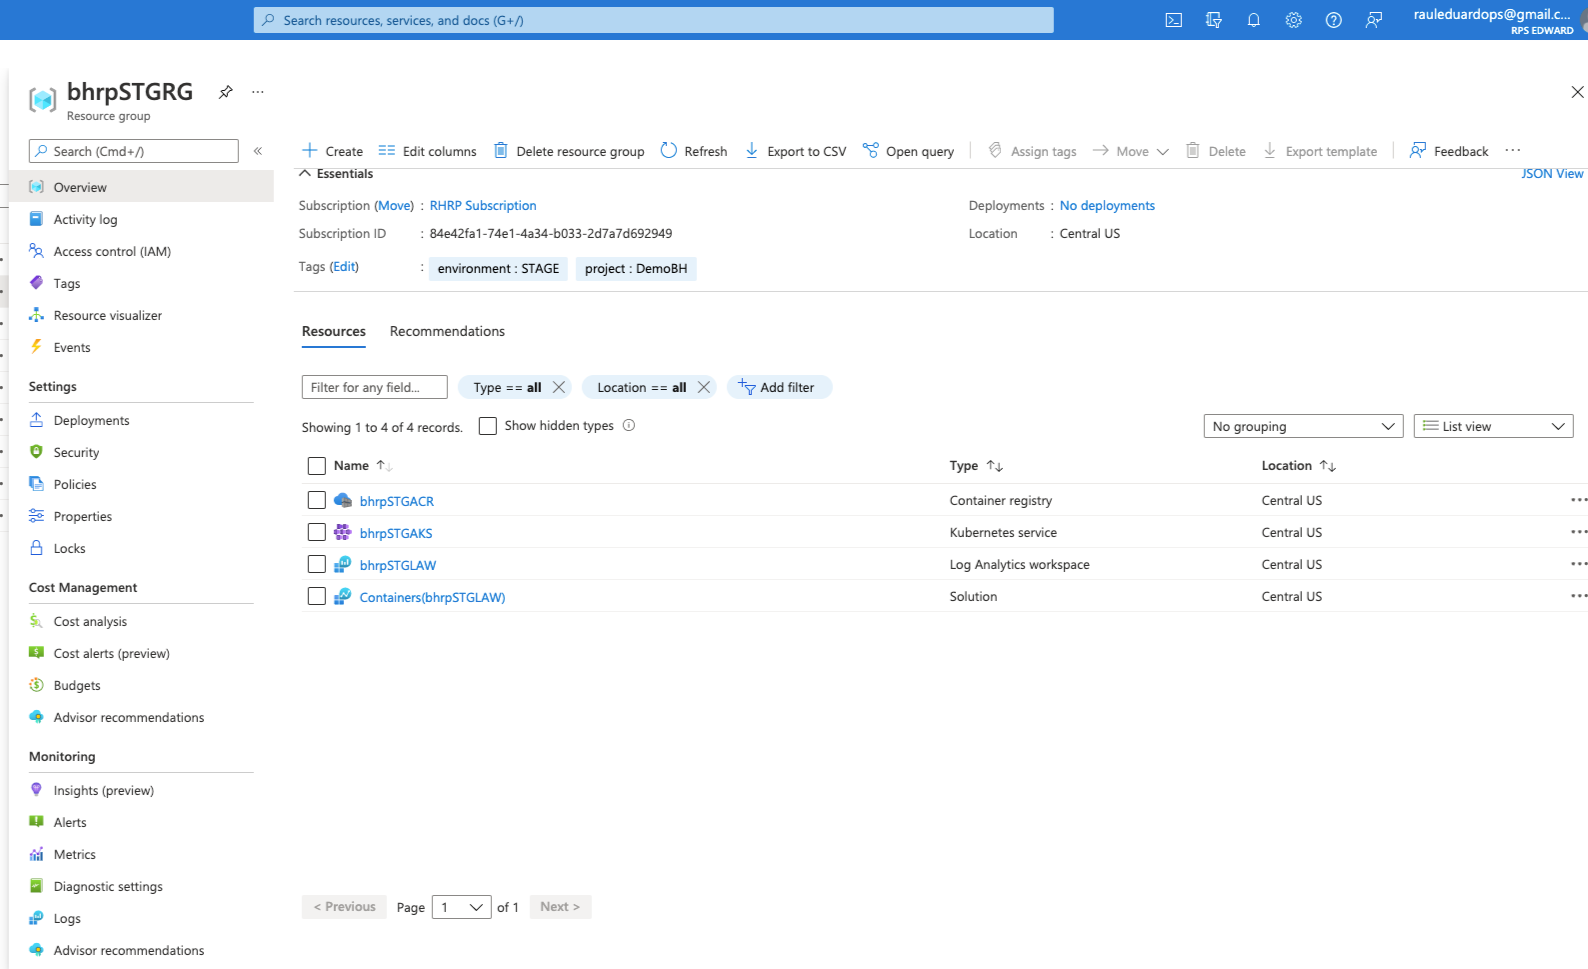 Search resources, services, and docs (G+/)
rauleduardops@gmail.c...
RPS EDWARD
bhrpSTGRG
Resource group
Search (Cmd+/)
Overview
Activity log
Access control (IAM)
Tags
Resource visualizer
Events
Settings
Deployments
Security
Policies
Properties
Locks
Cost Management
Cost analysis
Cost alerts (preview)
Budgets
Advisor recommendations
Monitoring
Insights (preview)
Alerts
Metrics
Diagnostic settings
Logs
Advisor recommendations
Create Edit columns Delete resource group Refresh Export to CSV Open query Assign tags Move Delete Export template Feedback
Essentials JSON View
Subscription (Move) : RHRP Subscription
Deployments : No deployments
Subscription ID : 84e42fa1-74e1-4a34-b033-2d7a7d692949
Location : Central US
Tags (Edit) : environment : STAGE project : DemoBH
Resources Recommendations
Filter for any field... Type == all Location == all Add filter
Showing 1 to 4 of 4 records. Show hidden types No grouping List view
Name Type Location
bhrpSTGACR Container registry Central US
bhrpSTGAKS Kubernetes service Central US
bhrpSTGLAW Log Analytics workspace Central US
Containers(bhrpSTGLAW) Solution Central US
< Previous Page 1 of 1 Next >